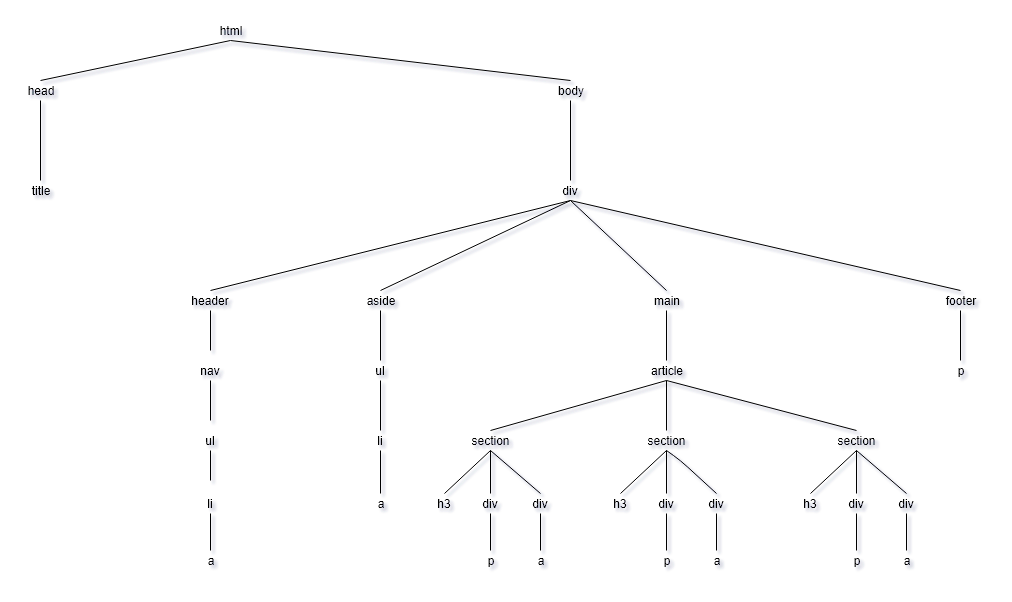 html
head body
title div
header aside main footer
nav ul article p
ul li section section section
li a h3 div div h3 div div h3 div div
a p a p a p a